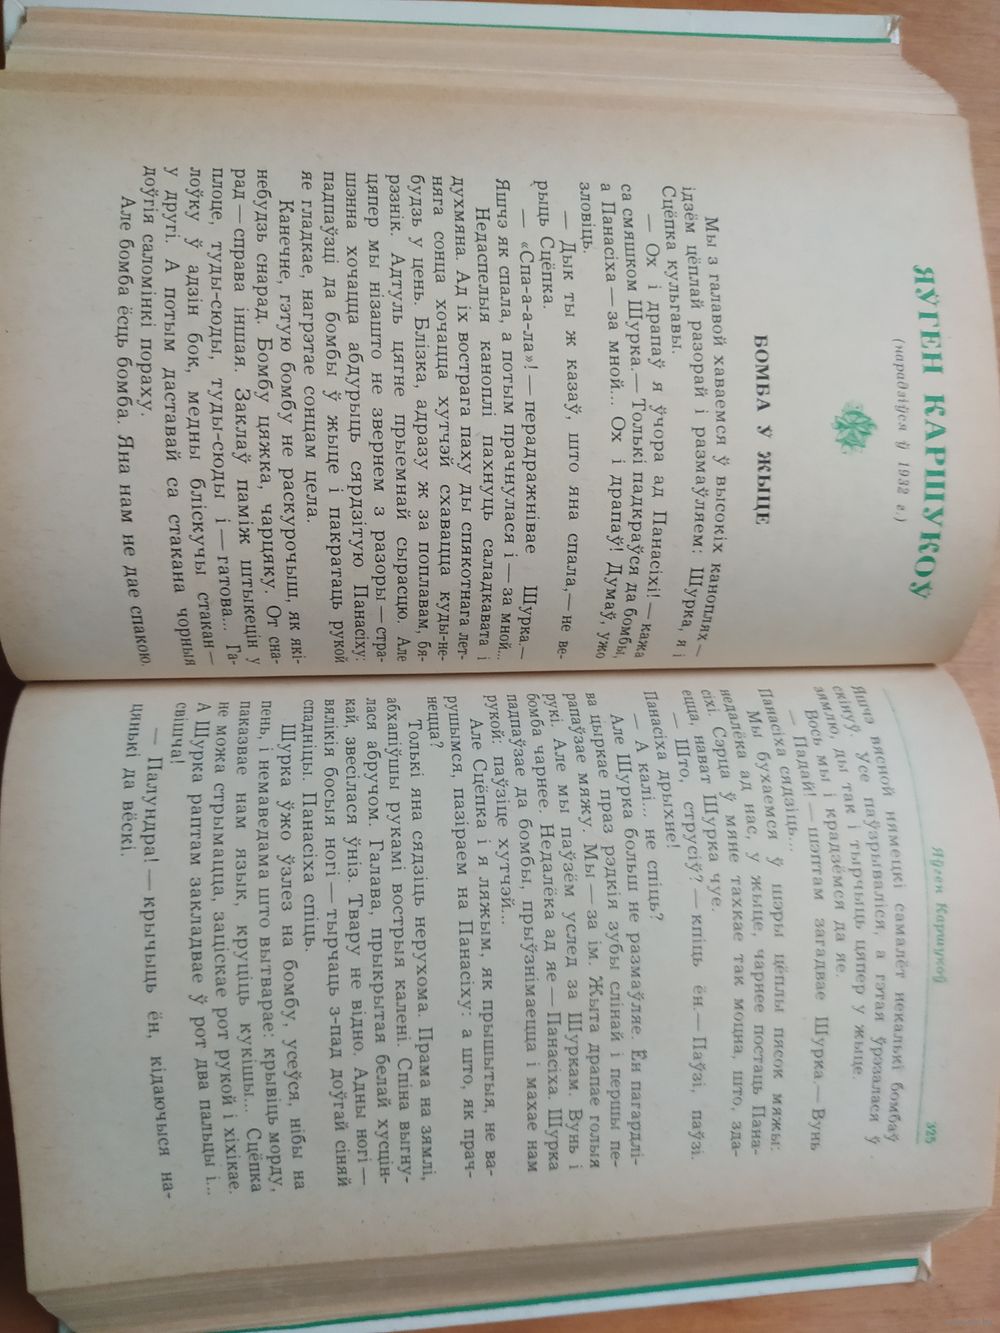 ЯЎГЕН КАРШУКОЎ
(нарадзіўся ў 1932 г.)
БОМБА Ў ЖЫЦЕ
Мы з галавой хаваемся ў высокіх каноплях —
ідзём цёплай разорай і размаўляем: Шурка, я і
Сцёпка кульгавы.
— Ох і драпаў я ўчора ад Панасіхі! — кажа
са смяшком Шурка.— Толькі падкраўся да бомбы,
а Панасіха — за мной... Ох і драпаў! Думаў, ужо
зловіць.
— Дык ты ж казаў, што яна спала,— не ве-
рыць Сцёпка.
— «Спа-а-ла»! — перадражнівае Шурка.—
Яшчэ як спала, а потым прачнулася і — за мной...
Недаспелыя каноплі пахнуць саладкавата і
духмяна. Ад іх вострага паху ды спякотнага лет-
няга сонца хочацца хутчэй схавацца куды-не-
будзь у цень. Блізка, адразу ж за поплавам, бя-
рэзнік. Адтуль цягне прыемнай сырасцю. Але
цяпер мы нізашто не звернем з разоры — стра-
шэнна хочацца абдурыць сярдзітую Панасіху:
падпаўзці да бомбы ў жыце і пакратаць рукой
яе гладкае, нагрэтае сонцам цела.
Канечне, гэтую бомбу не раскурочыш, як які-
небудзь снарад. Бомбу цяжка, чарцяку. От сна-
рад — справа іншая. Заклаў паміж штыкецін у
плоце, туды-сюды, туды-сюды і — гатова... Га-
лоўку ў адзін бок, медны бліскучы стакан —
у другі. А потым даставай са стакана чорныя
доўгія саломінкі пораху.
Але бомба ёсць бомба. Яна нам не дае спакою.
Яўген Каршукоў
325
Яшчэ вясной нямецкі самалёт некалькі бомбаў
скінуў. Усе паўзрываліся, а гэтая ўрэзалася ў
зямлю, ды так і тырчыць цяпер у жыце.
Вось мы і крадзёмся да яе.
— Падай! — шэптам загадвае Шурка.— Вунь
Панасіха сядзіць...
Мы бухаемся ў шэры цёплы пясок мяжы:
недалёка ад нас, у жыце, чарнее постаць Пана-
сіхі. Сэрца ў мяне тахкае так моцна, што, зда-
ецца, нават Шурка чуе.
— Што, струсіў? — кпіць ён.— Паўзі, паўзі.
Панасіха дрыхне!
— А калі... не спіць?
Але Шурка больш не размаўляе. Ён пагардлі-
ва цыркае праз рэдкія зубы слінай і першы пе-
рапаўзае мяжу. Мы — за ім. Жыта драпае голыя
рукі. Але мы паўзём услед за Шуркам. Вунь і
бомба чарнее. Недалёка ад яе — Панасіха. Шурка
падпаўзае да бомбы, прыўзнімаецца і махае нам
рукой: паўзіце хутчэй...
Але Сцёпка і я ляжым, як прышытыя, не ва-
рушымся, пазіраем на Панасіху: а што, як прач-
нецца?
Толькі яна сядзіць нерухома. Прама на зямлі,
абхапіўшы рукамі вострыя калені. Спіна выгну-
лася абручом. Галава, прыкрытая белай хусцін-
кай, звесілася ўніз. Твару не відно. Адны ногі —
вялікія босыя ногі — тырчаць з-пад доўгай сіняй
спадніцы. Панасіха спіць.
Шурка ўжо ўзлез на бомбу, усеўся, нібы на
пень, і немаведама што вытварае: крывіць морду,
паказвае нам язык, круціць кукішы... Сцёпка
не можа стрымацца, заціскае рот рукой і хіхікае.
А Шурка раптам закладвае ў рот два пальцы і...
свішча!
— Палундра! — крычыць ён, кідаючыся на-
цянькі да вёскі.